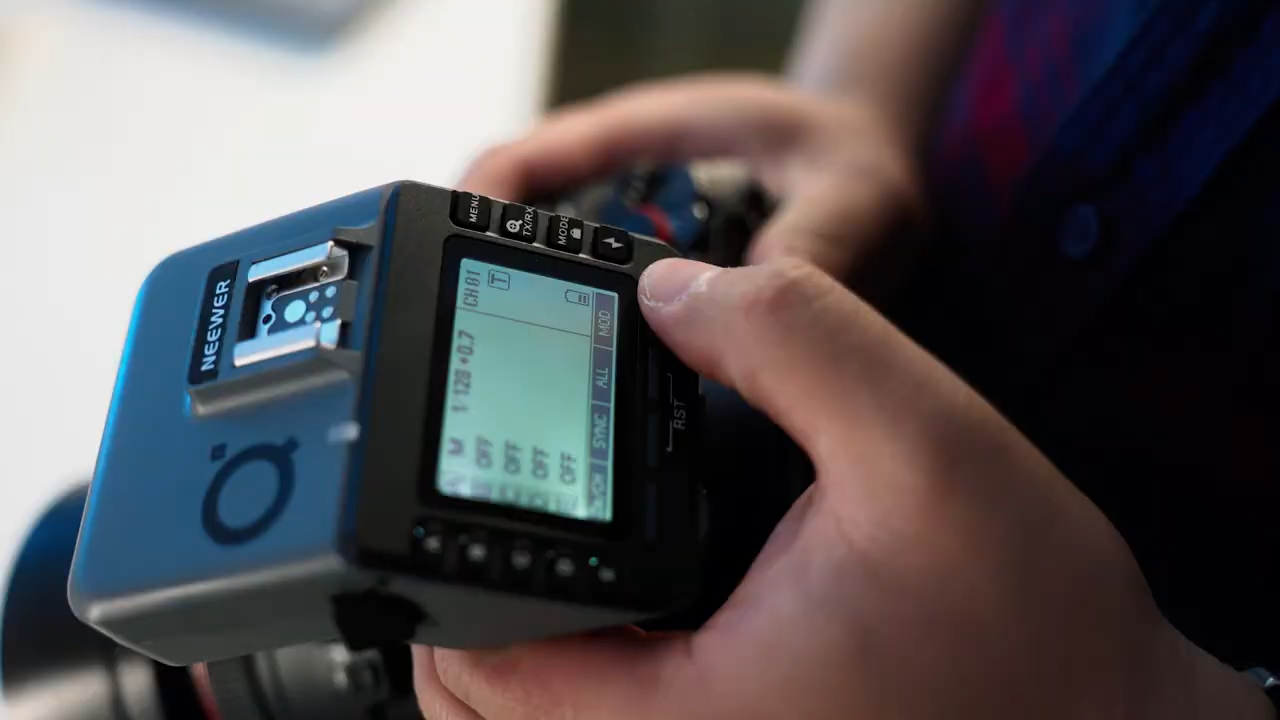 NEEWER
Q
MENU
TX/RX
MODE
CH 01 T
M 1/128 +0.7
OFF
OFF
OFF
OFF
MOD
ALL
SYNC
RST